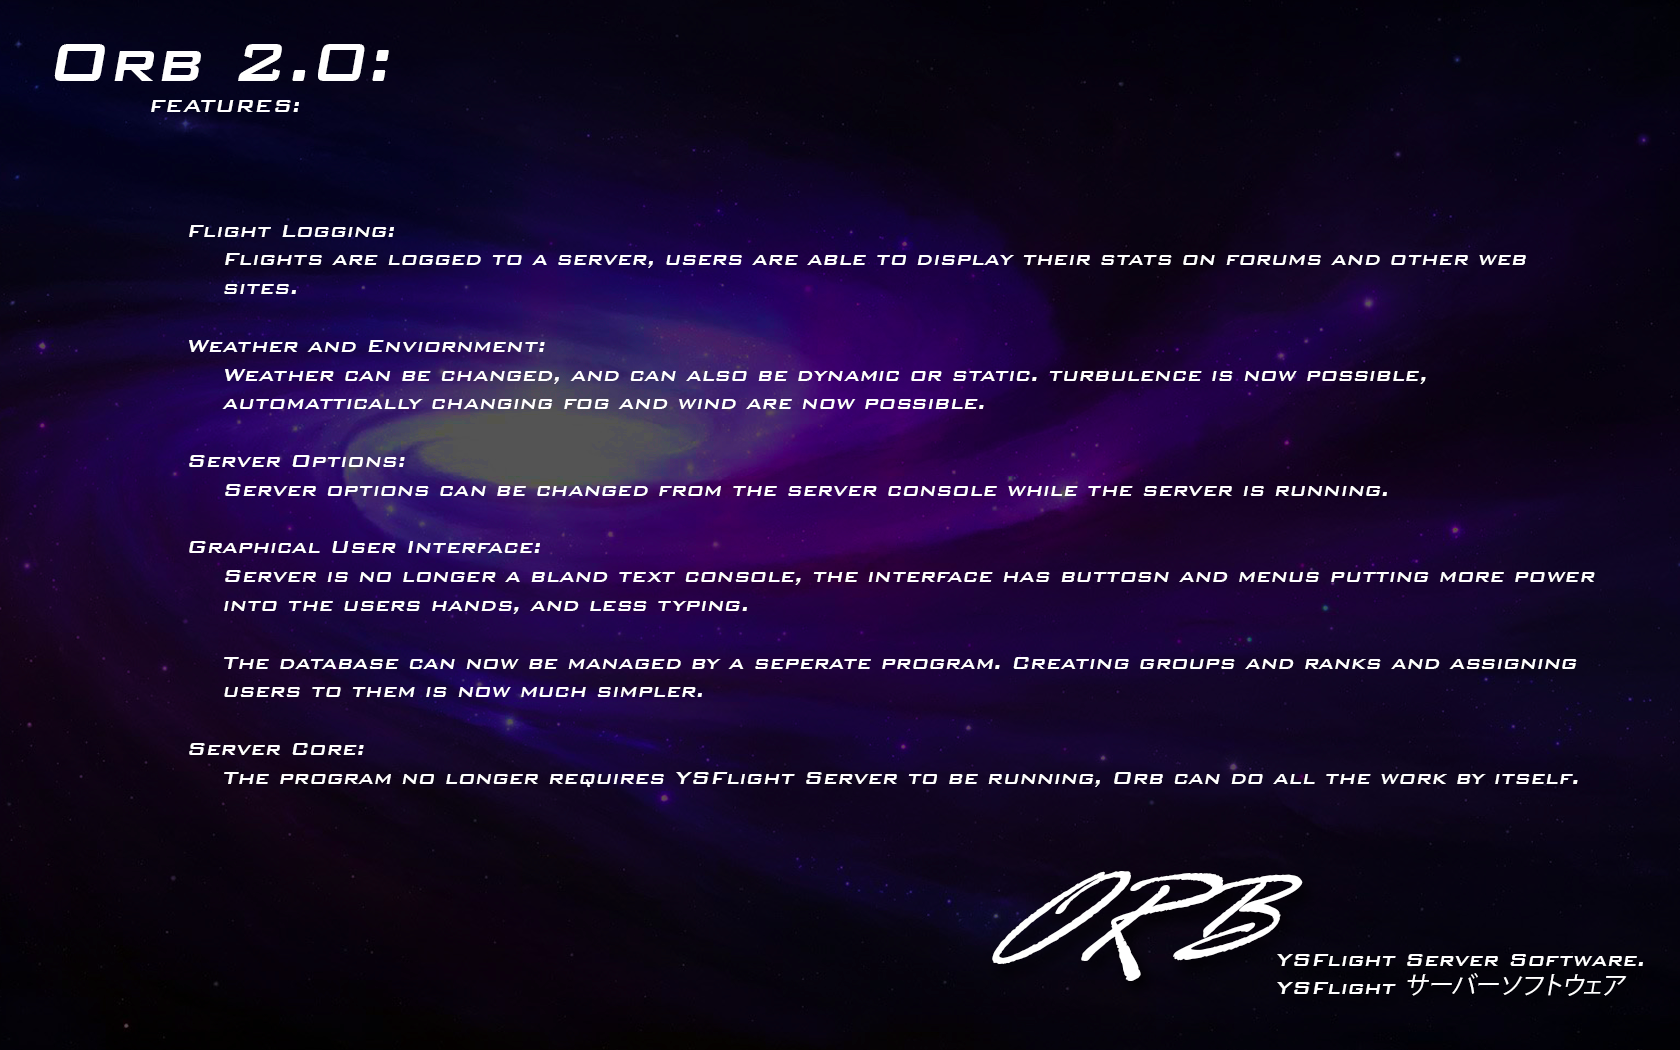 Orb 2.0:
FEATURES:
Flight Logging:
Flights are logged to a server, users are able to display their stats on forums and other web
sites.
Weather and Enviornment:
Weather can be changed, and can also be dynamic or static. turbulence is now possible,
automattically changing fog and wind are now possible.
Server Options:
Server options can be changed from the server console while the server is running.
Graphical User Interface:
Server is no longer a bland text console, the interface has buttosn and menus putting more power
into the users hands, and less typing.
The database can now be managed by a seperate program. Creating groups and ranks and assigning
users to them is now much simpler.
Server Core:
The program no longer requires YSFlight Server to be running, Orb can do all the work by itself.
ORB
YSFlight Server Software.
YSFlight サーバーソフトウェア